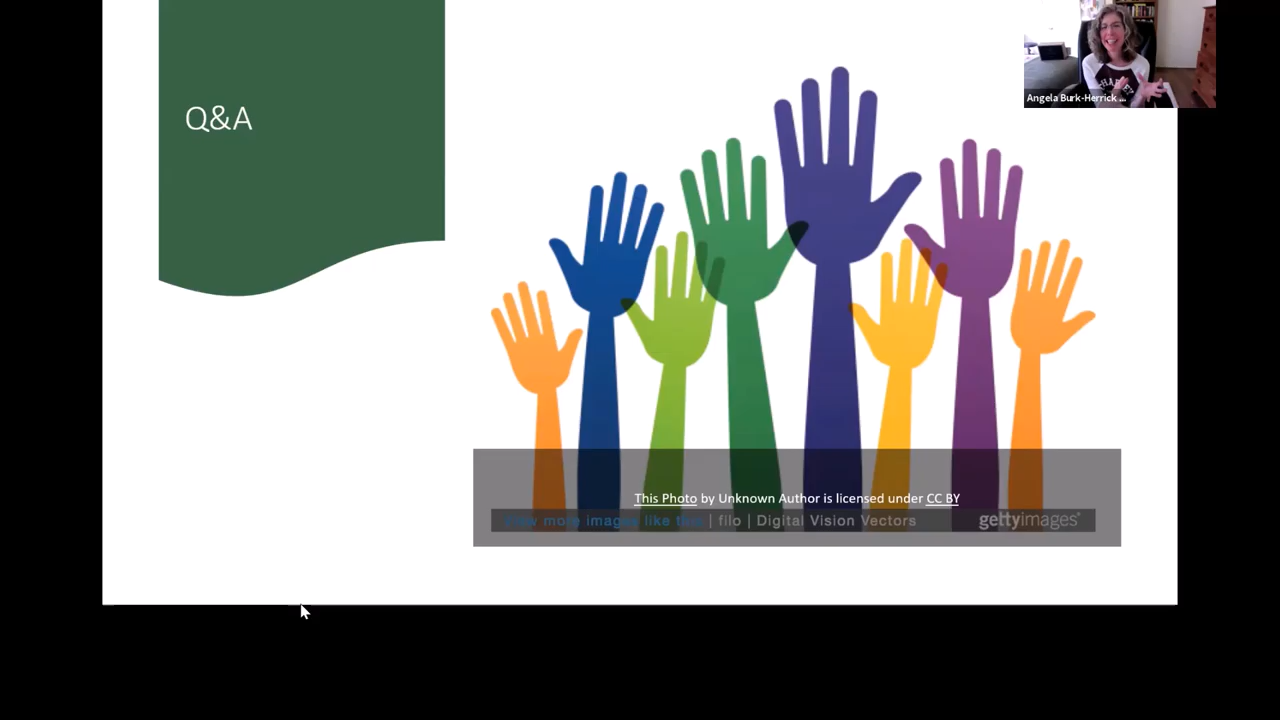 Q&A
Angela Burk-Herrick ...
This Photo by Unknown Author is licensed under CC BY
View more images like this | filo | Digital Vision Vectors
gettyimages®